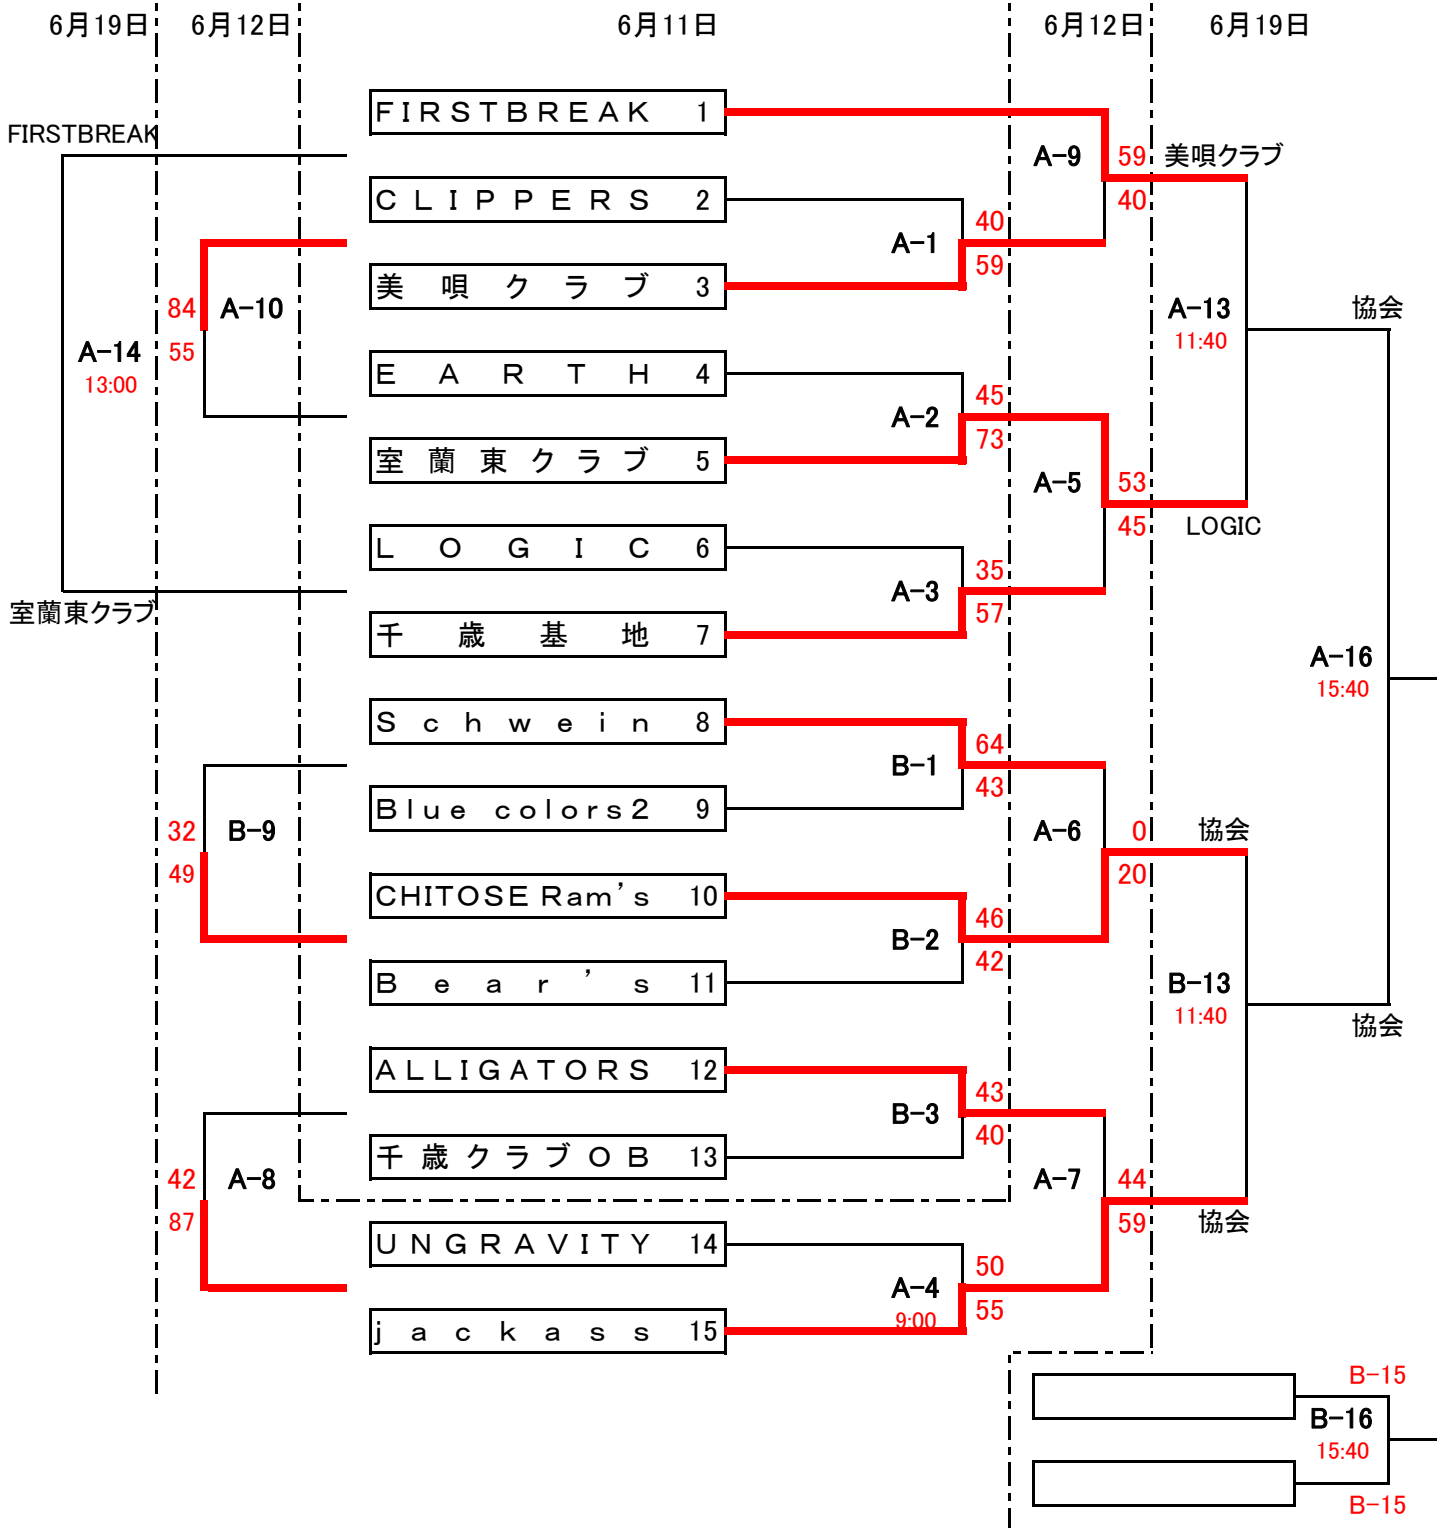 6月19日 6月12日 6月11日 6月12日 6月19日
FIRSTBREAK 1
FIRSTBREAK
A-9 59 美唄クラブ
40
CLIPPERS 2
40
A-1
59
美唄クラブ 3
84 A-10
55
A-13 協会
11:40
A-14
13:00
EARTH 4
45
A-2
73
室蘭東クラブ 5
A-5 53
45 LOGIC
LOGIC 6
35
A-3
57
室蘭東クラブ
千歳基地 7
A-16
15:40
Schwein 8
64
B-1
43
Blue colors2 9
32 B-9
49
A-6 0 協会
20
CHITOSE Ram's 10
46
B-2
42
Bear's 11
B-13
11:40
協会
ALLIGATORS 12
43
B-3
40
千歳クラブOB 13
42 A-8
87
A-7 44
59 協会
UNGRAVITY 14
50
A-4
9:00 55
jackass 15
B-15
B-16
15:40
B-15